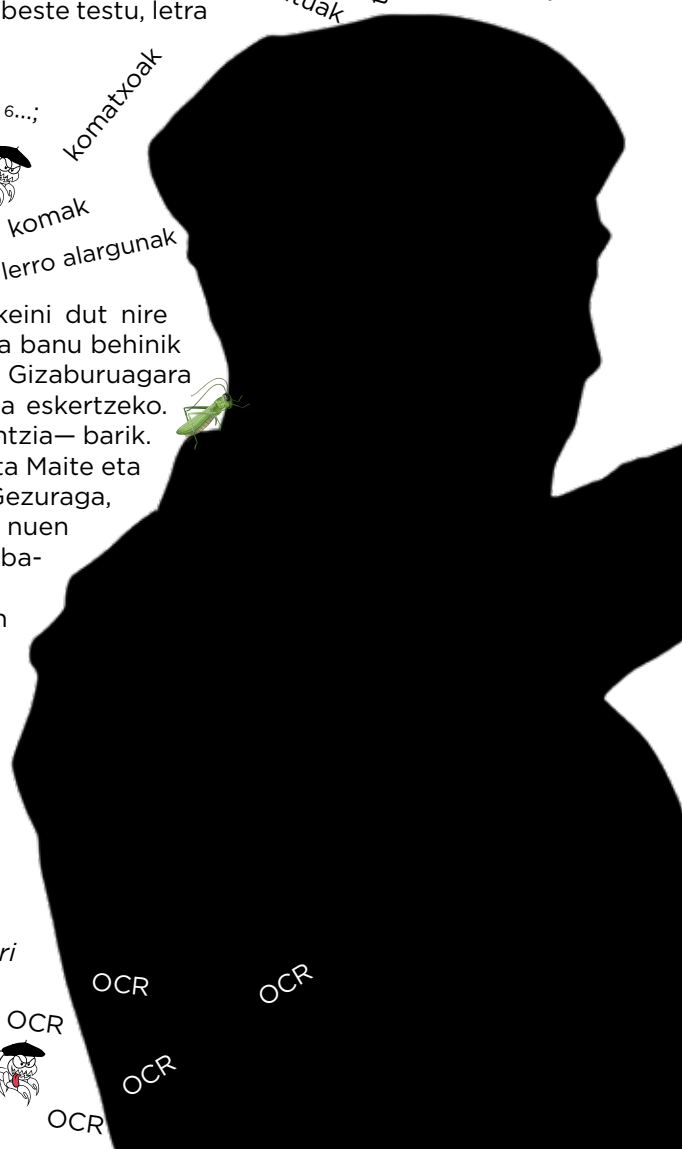 beste testu, letra
tuak
komatxoak
6...;
komak
lerro alargunak
keini dut nire
a banu behinik
Gizaburuagara
a eskertzeko.
ntzia— barik.
ta Maite eta
Gezuraga,
nuen
ba-
n
ri
OCR
OCR
OCR
OCR
OCR